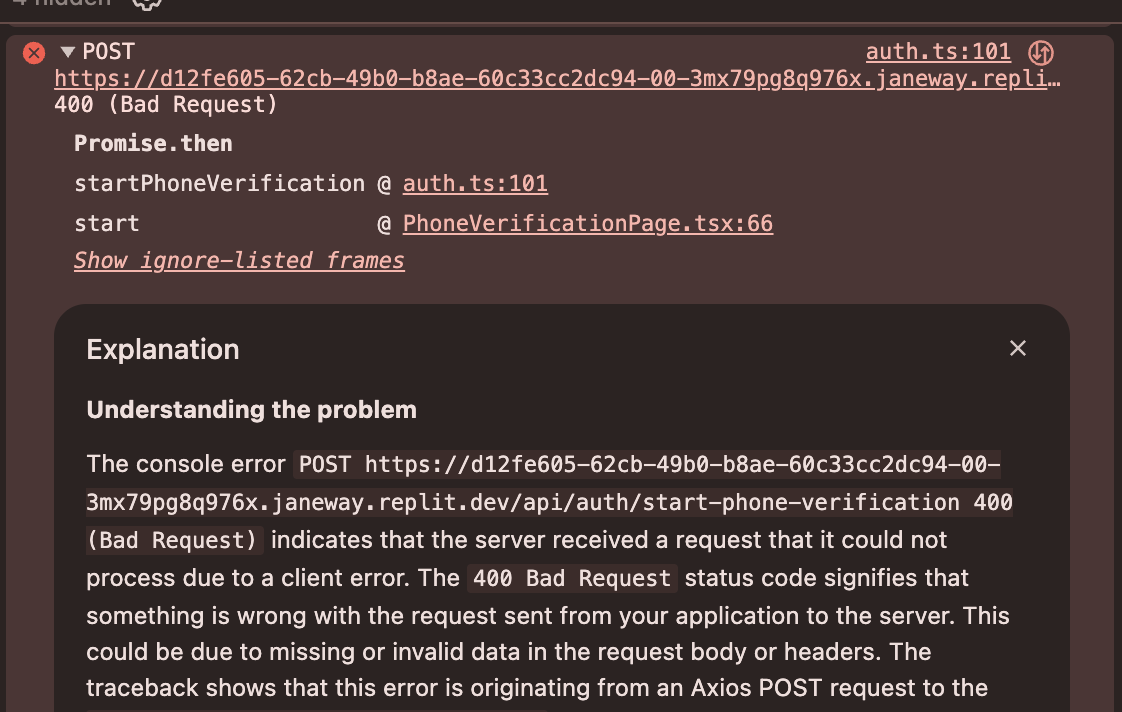 4 hidden
POST auth.ts:101
https://d12fe605-62cb-49b0-b8ae-60c33cc2dc94-00-3mx79pg8q976x.janeway.repli…
400 (Bad Request)
Promise.then
startPhoneVerification @ auth.ts:101
start @ PhoneVerificationPage.tsx:66
Show ignore-listed frames
Explanation
Understanding the problem
The console error POST https://d12fe605-62cb-49b0-b8ae-60c33cc2dc94-00-
3mx79pg8q976x.janeway.replit.dev/api/auth/start-phone-verification 400
(Bad Request) indicates that the server received a request that it could not
process due to a client error. The 400 Bad Request status code signifies that
something is wrong with the request sent from your application to the server. This
could be due to missing or invalid data in the request body or headers. The
traceback shows that this error is originating from an Axios POST request to the